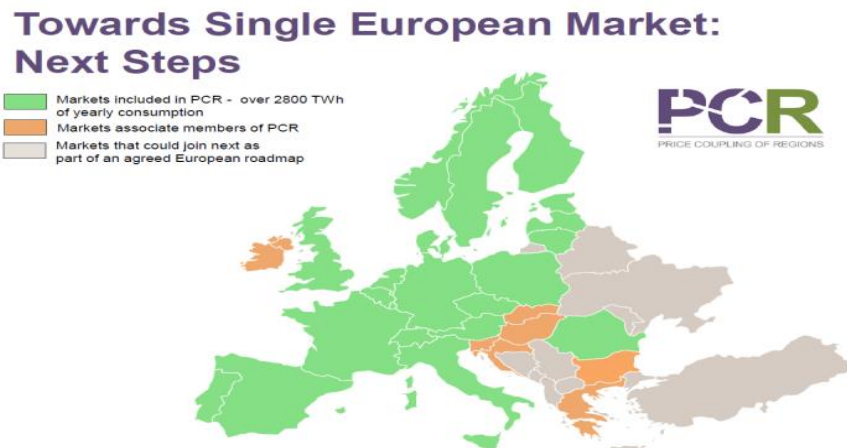 Towards Single European Market:
Next Steps
Markets included in PCR - over 2800 TWh
of yearly consumption
Markets associate members of PCR
Markets that could join next as
part of an agreed European roadmap
PCR
PRICE COUPLING OF REGIONS